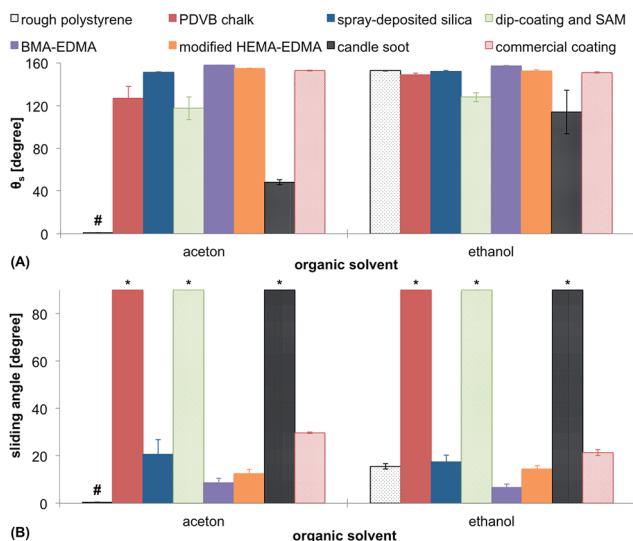 rough polystyrene PDVB chalk spray-deposited silica dip-coating and SAM
BMA-EDMA modified HEMA-EDMA candle soot commercial coating
160
120
80
40
0
θs [degree]
#
aceton ethanol
(A) organic solvent
* * * * * *
80
60
40
20
0
sliding angle [degree]
#
aceton ethanol
(B) organic solvent